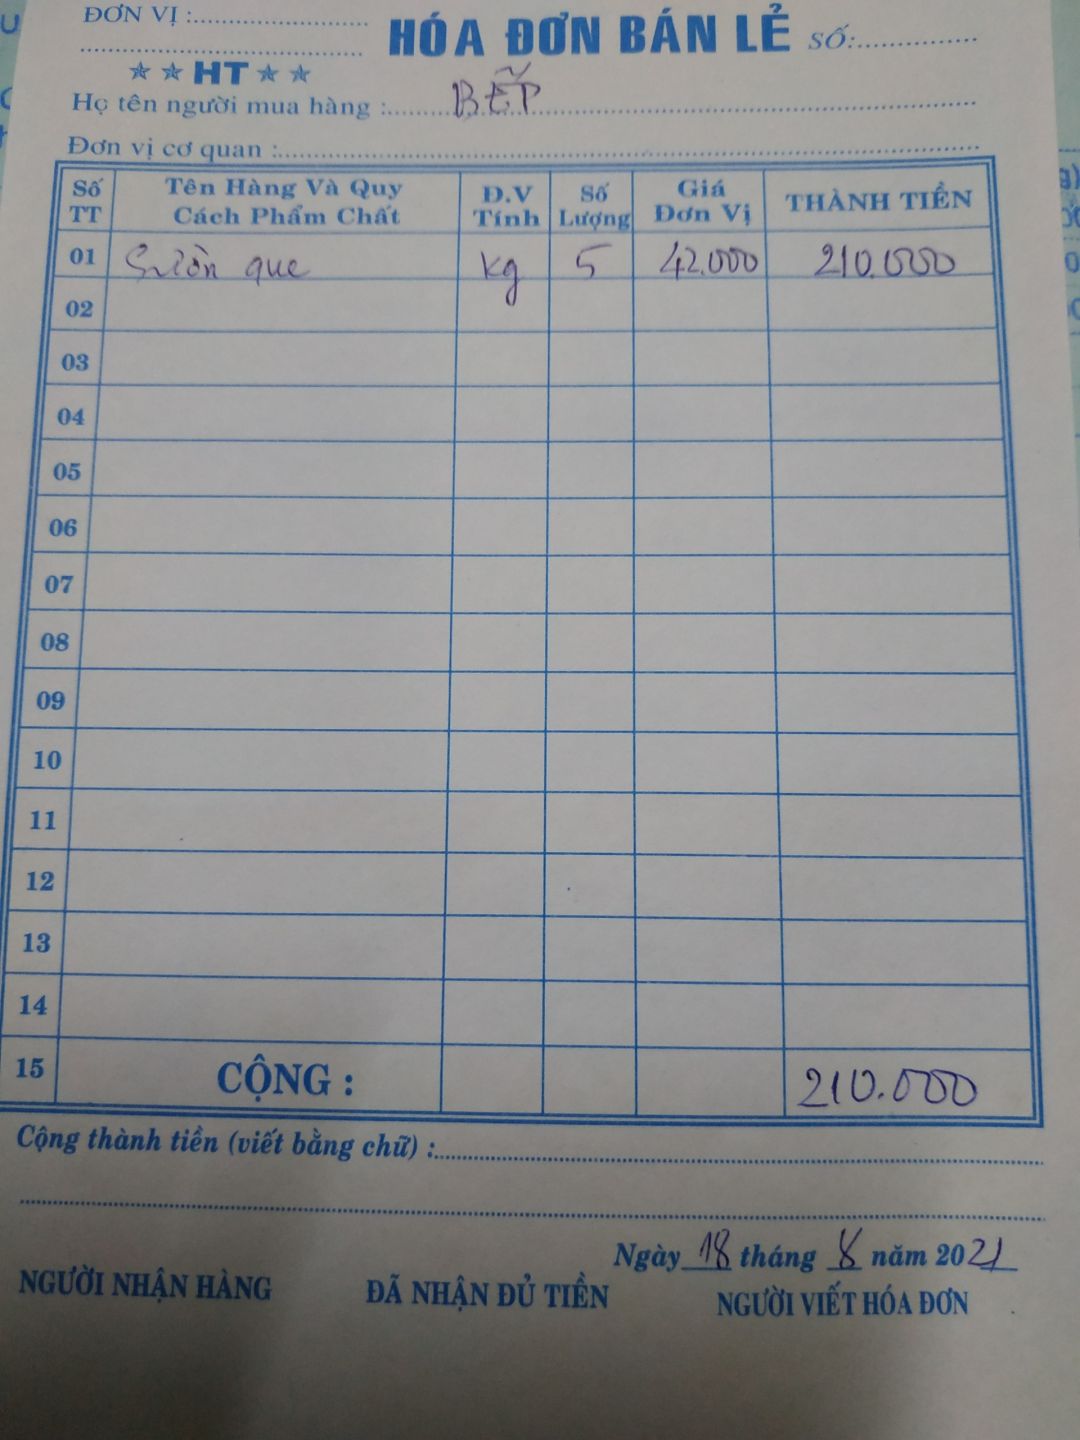 ĐƠN VỊ :
HÓA ĐƠN BÁN LẺ SỐ:
HT
Họ tên người mua hàng : BẾP
Đơn vị cơ quan :
Số TT Tên Hàng Và Quy Cách Phẩm Chất Đ.V Tính Số Lượng Giá Đơn Vị THÀNH TIỀN
01 Sườn que kg 5 42.000 210.000
02
03
04
05
06
07
08
09
10
11
12
13
14
15 CỘNG : 210.000
Cộng thành tiền (viết bằng chữ) :
Ngày 18 tháng 8 năm 2021
NGƯỜI NHẬN HÀNG ĐÃ NHẬN ĐỦ TIỀN NGƯỜI VIẾT HÓA ĐƠN